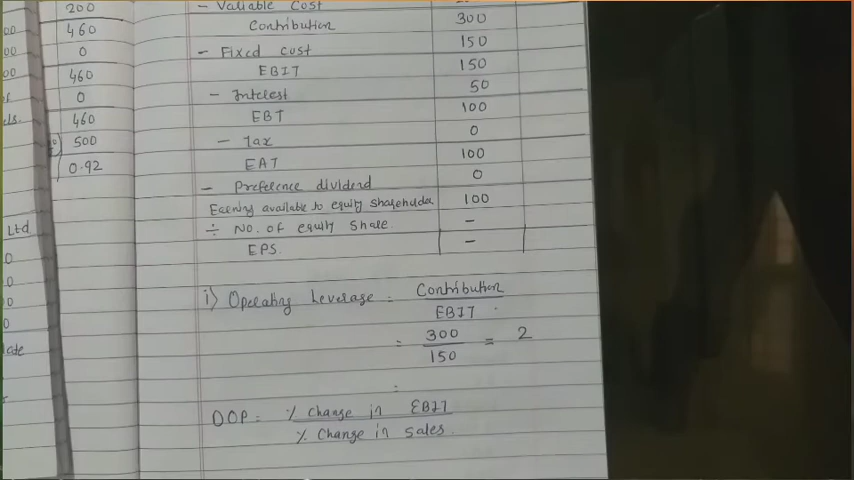 200
460
0
460
0
460
500
0.92
Ltd
- Variable Cost
Contribution 300
- Fixed cost 150
EBIT 150
- Interest 50
EBT 100
- Tax 0
EAT 100
- Preference dividend 0
Earning available to equity shareholder 100
÷ No. of equity share -
EPS. -
i) Operating Leverage = Contribution
EBIT
= 300 = 2
150
=
DOP = % change in EBIT
% Change in sales.